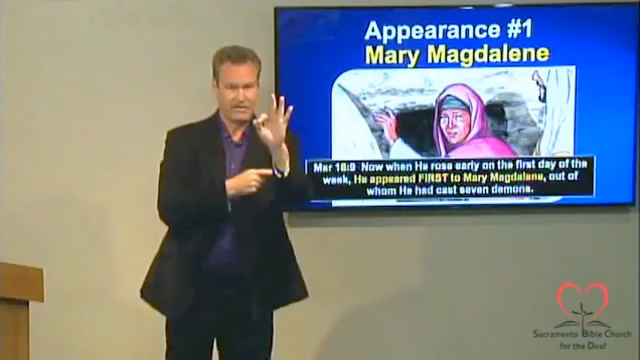 Appearance #1
Mary Magdalene
Mar 16:9 Now when He rose early on the first day of the
week, He appeared FIRST to Mary Magdalene, out of
whom He had cast seven demons.
Sacramento Bible Church
for the Deaf